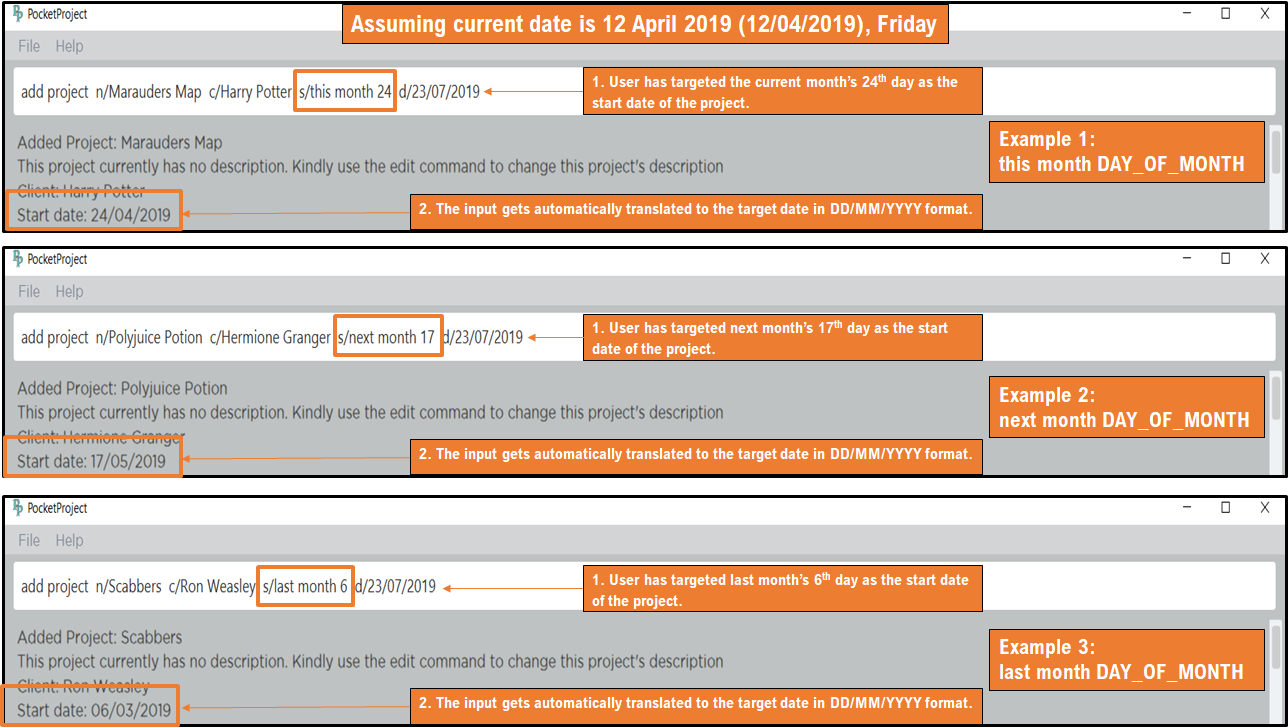 PocketProject
Assuming current date is 12 April 2019 (12/04/2019), Friday
File Help
add project n/Marauders Map c/Harry Potter s/this month 24 d/23/07/2019
1. User has targeted the current month's 24th day as the
start date of the project.
Added Project: Marauders Map
This project currently has no description. Kindly use the edit command to change this project's description
Client: Harry Potter
Start date: 24/04/2019
Example 1:
this month DAY_OF_MONTH
2. The input gets automatically translated to the target date in DD/MM/YYYY format.
PocketProject
File Help
add project n/Polyjuice Potion c/Hermione Granger s/next month 17 d/23/07/2019
1. User has targeted next month's 17th day as the start
date of the project.
Added Project: Polyjuice Potion
This project currently has no description. Kindly use the edit command to change this project's description
Client: Hermione Granger
Start date: 17/05/2019
Example 2:
next month DAY_OF_MONTH
2. The input gets automatically translated to the target date in DD/MM/YYYY format.
PocketProject
File Help
add project n/Scabbers c/Ron Weasley s/last month 6 d/23/07/2019
1. User has targeted last month's 6th day as the start date
of the project.
Added Project: Scabbers
This project currently has no description. Kindly use the edit command to change this project's description
Client: Ron Weasley
Start date: 06/03/2019
Example 3:
last month DAY_OF_MONTH
2. The input gets automatically translated to the target date in DD/MM/YYYY format.